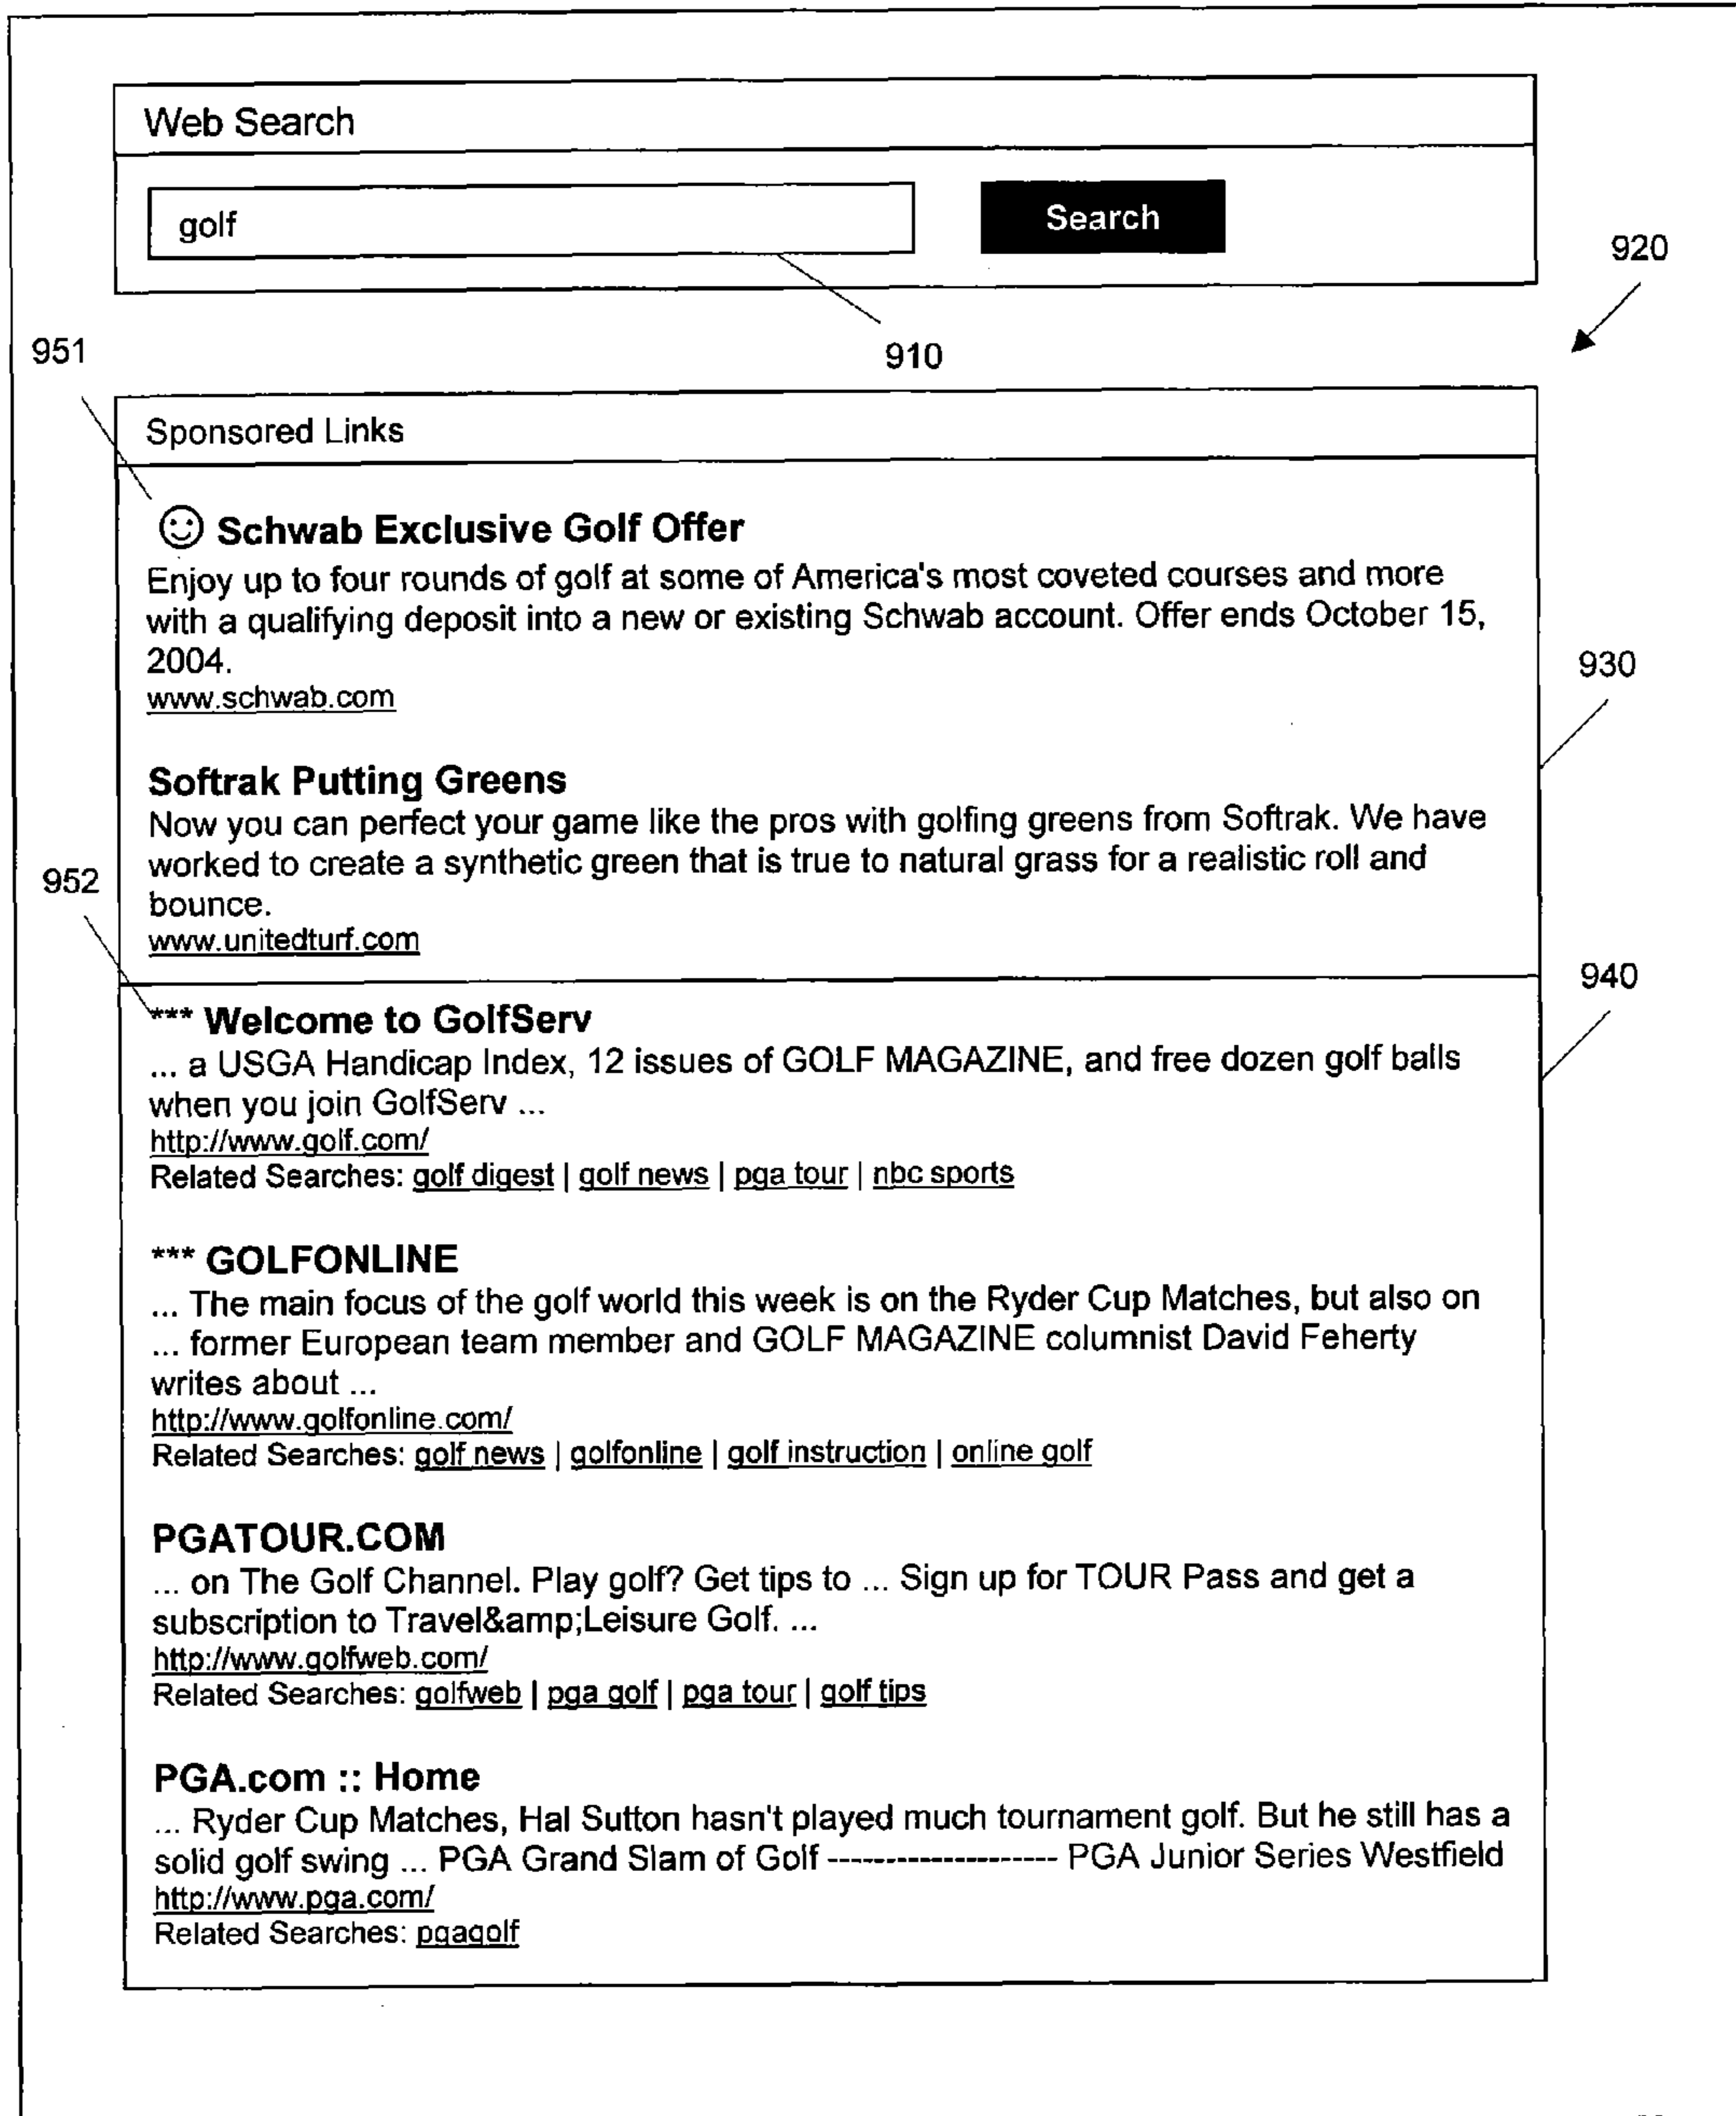 Web Search
golf
Search
920
951
910
Sponsored Links
☺ Schwab Exclusive Golf Offer
Enjoy up to four rounds of golf at some of America's most coveted courses and more
with a qualifying deposit into a new or existing Schwab account. Offer ends October 15,
2004.
930
www.schwab.com
Softrak Putting Greens
Now you can perfect your game like the pros with golfing greens from Softrak. We have
worked to create a synthetic green that is true to natural grass for a realistic roll and
952
bounce.
www.unitedturf.com
940
*** Welcome to GolfServ
... a USGA Handicap Index, 12 issues of GOLF MAGAZINE, and free dozen golf balls
when you join GolfServ ...
http://www.golf.com/
Related Searches: golf digest | golf news | pga tour | nbc sports
*** GOLFONLINE
... The main focus of the golf world this week is on the Ryder Cup Matches, but also on
... former European team member and GOLF MAGAZINE columnist David Feherty
writes about ...
http://www.golfonline.com/
Related Searches: golf news | golfonline | golf instruction | online golf
PGATOUR.COM
... on The Golf Channel. Play golf? Get tips to ... Sign up for TOUR Pass and get a
subscription to Travel&amp;Leisure Golf. ...
http://www.golfweb.com/
Related Searches: golfweb | pga golf | pga tour | golf tips
PGA.com :: Home
... Ryder Cup Matches, Hal Sutton hasn't played much tournament golf. But he still has a
solid golf swing ... PGA Grand Slam of Golf -------------------- PGA Junior Series Westfield
http://www.pga.com/
Related Searches: pgagolf